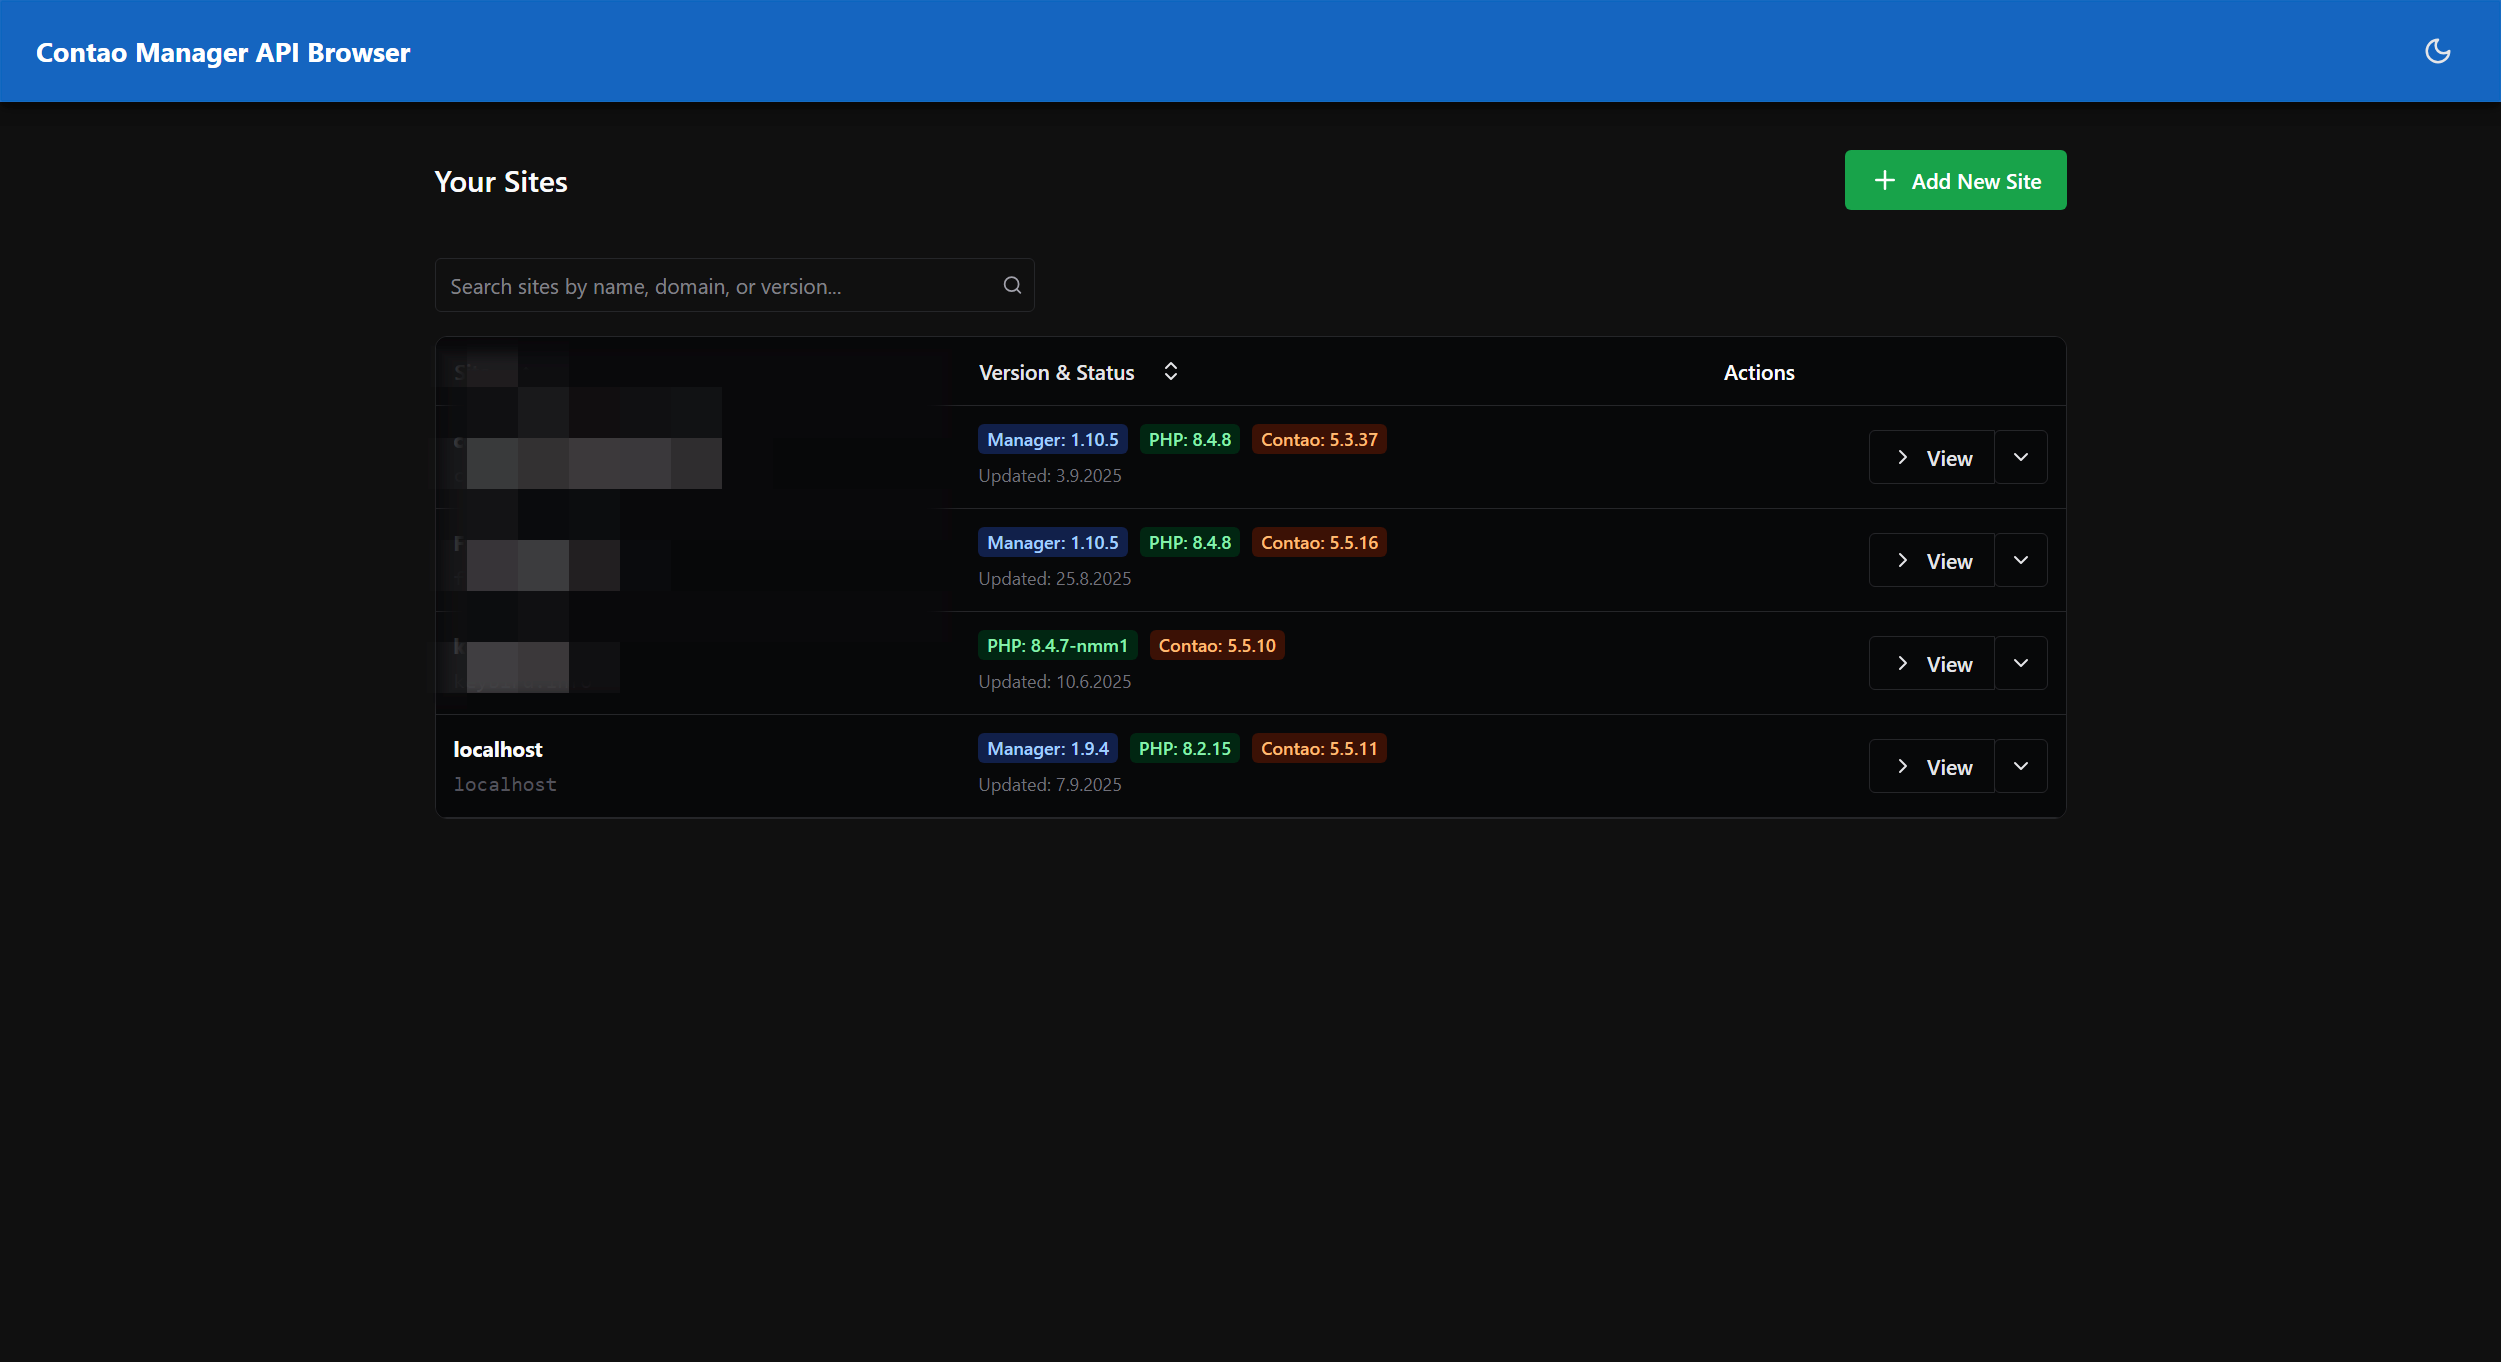 Contao Manager API Browser
Your Sites
Add New Site
Search sites by name, domain, or version...
Version & Status
Actions
Manager: 1.10.5 PHP: 8.4.8 Contao: 5.3.37
Updated: 3.9.2025
View
Manager: 1.10.5 PHP: 8.4.8 Contao: 5.5.16
Updated: 25.8.2025
View
PHP: 8.4.7-nmm1 Contao: 5.5.10
Updated: 10.6.2025
View
localhost
localhost
Manager: 1.9.4 PHP: 8.2.15 Contao: 5.5.11
Updated: 7.9.2025
View